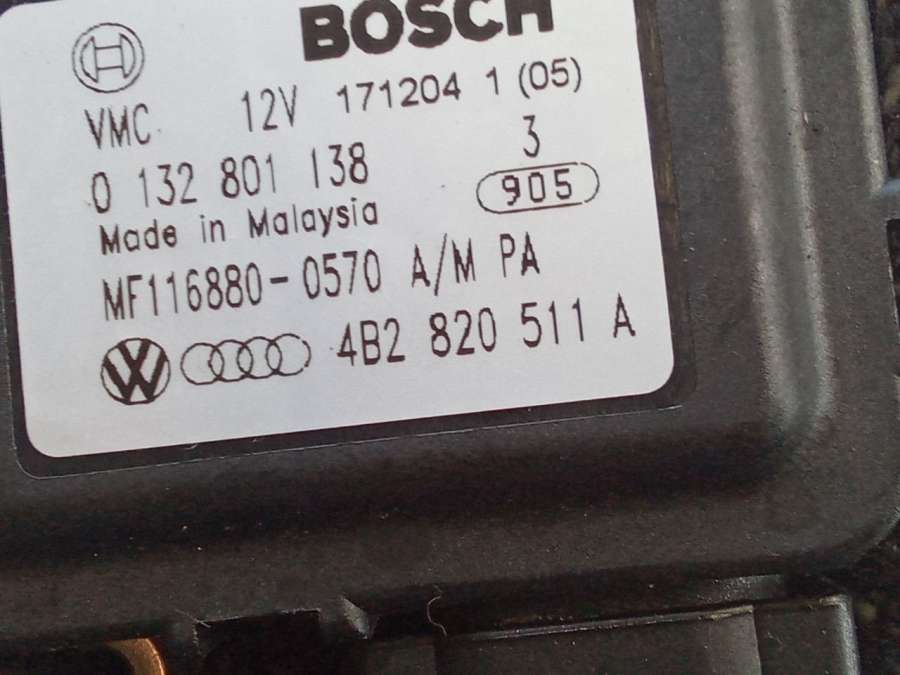 BOSCH
VMC 12V 171204 1 (05)
0 132 801 138 3
Made in Malaysia 905
MF116880-0570 A/M PA
4B2 820 511 A